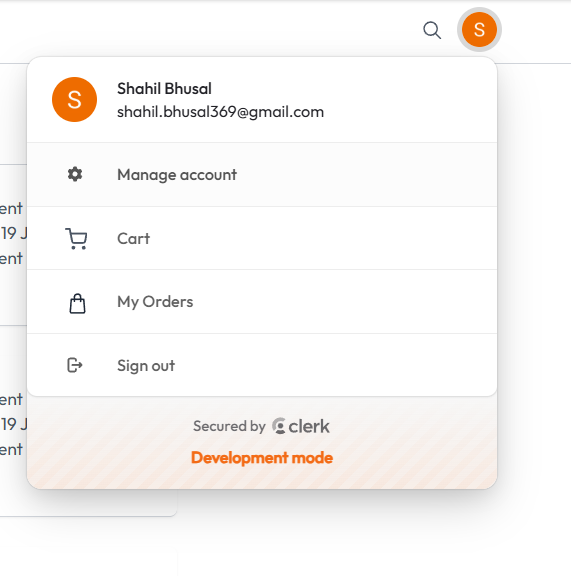 S
S
Shahil Bhusal
shahil.bhusal369@gmail.com
Manage account
ent
19 J
Cart
ent
My Orders
Sign out
ent
19 J
Secured by clerk
ent
Development mode